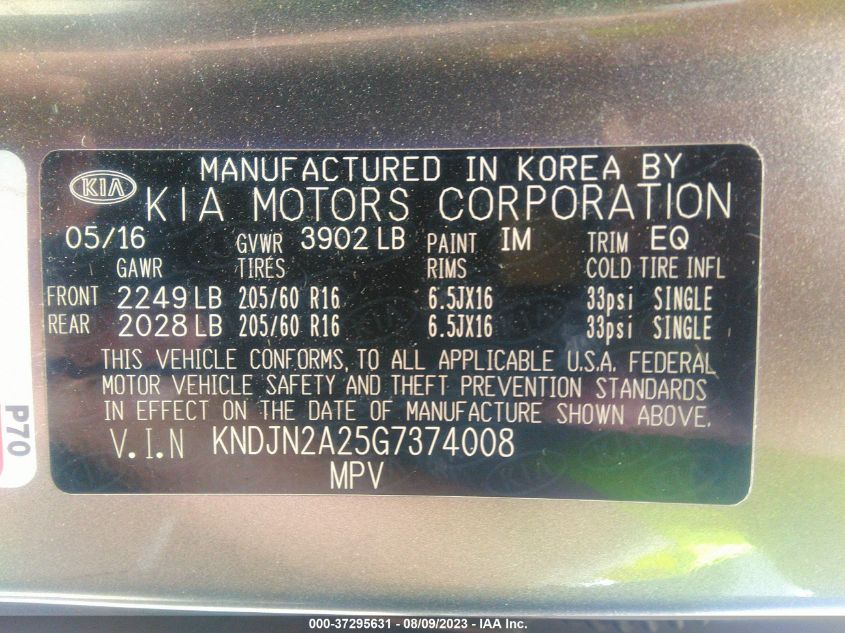 MANUFACTURED IN KOREA BY
KIA
KIA MOTORS CORPORATION
05/16 GVWR 3902 LB PAINT IM TRIM EQ
GAWR TIRES RIMS COLD TIRE INFL
FRONT 2249 LB 205/60 R16 6.5JX16 33psi SINGLE
REAR 2028 LB 205/60 R16 6.5JX16 33psi SINGLE
THIS VEHICLE CONFORMS, TO ALL APPLICABLE U.S.A. FEDERAL
MOTOR VEHICLE SAFETY AND THEFT PREVENTION STANDARDS
IN EFFECT ON THE DATE OF MANUFACTURE SHOWN ABOVE.
V.I.N KNDJN2A25G7374008
MPV
P70
000-37295631 - 08/09/2023 - IAA Inc.